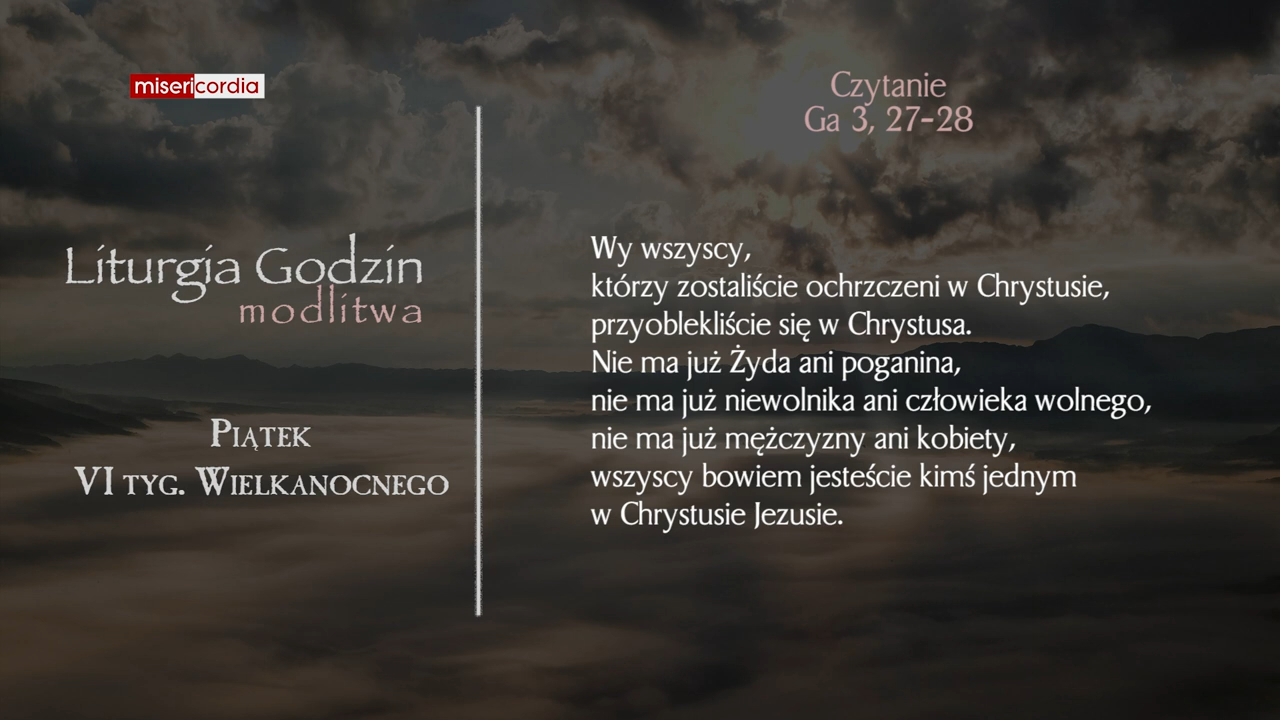 misericordia
Liturgia Godzin
modlitwa
Piątek
VI tyg. Wielkanocnego
Czytanie
Ga 3, 27-28
Wy wszyscy,
którzy zostaliście ochrzczeni w Chrystusie,
przyoblekliście się w Chrystusa.
Nie ma już Żyda ani poganina,
nie ma już niewolnika ani człowieka wolnego,
nie ma już mężczyzny ani kobiety,
wszyscy bowiem jesteście kimś jednym
w Chrystusie Jezusie.